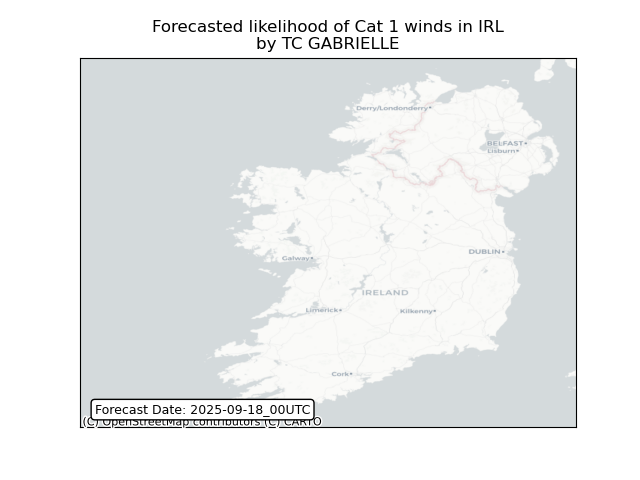 Forecasted likelihood of Cat 1 winds in IRL
by TC GABRIELLE
Derry/Londonderry
BELFAST
Lisburn
DUBLIN
Galway
IRELAND
Limerick
Kilkenny
Cork
Forecast Date: 2025-09-18_00UTC
(C) OpenStreetMap contributors (C) CARTO